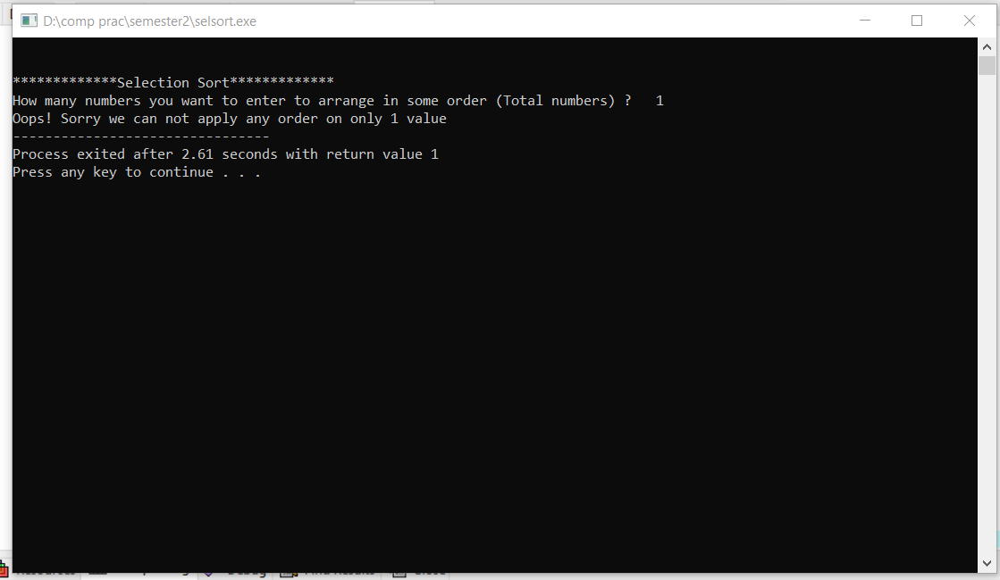 D:\comp prac\semester2\selsort.exe
*************Selection Sort*************
How many numbers you want to enter to arrange in some order (Total numbers) ?   1
Oops! Sorry we can not apply any order on only 1 value
--------------------------------
Process exited after 2.61 seconds with return value 1
Press any key to continue . . .